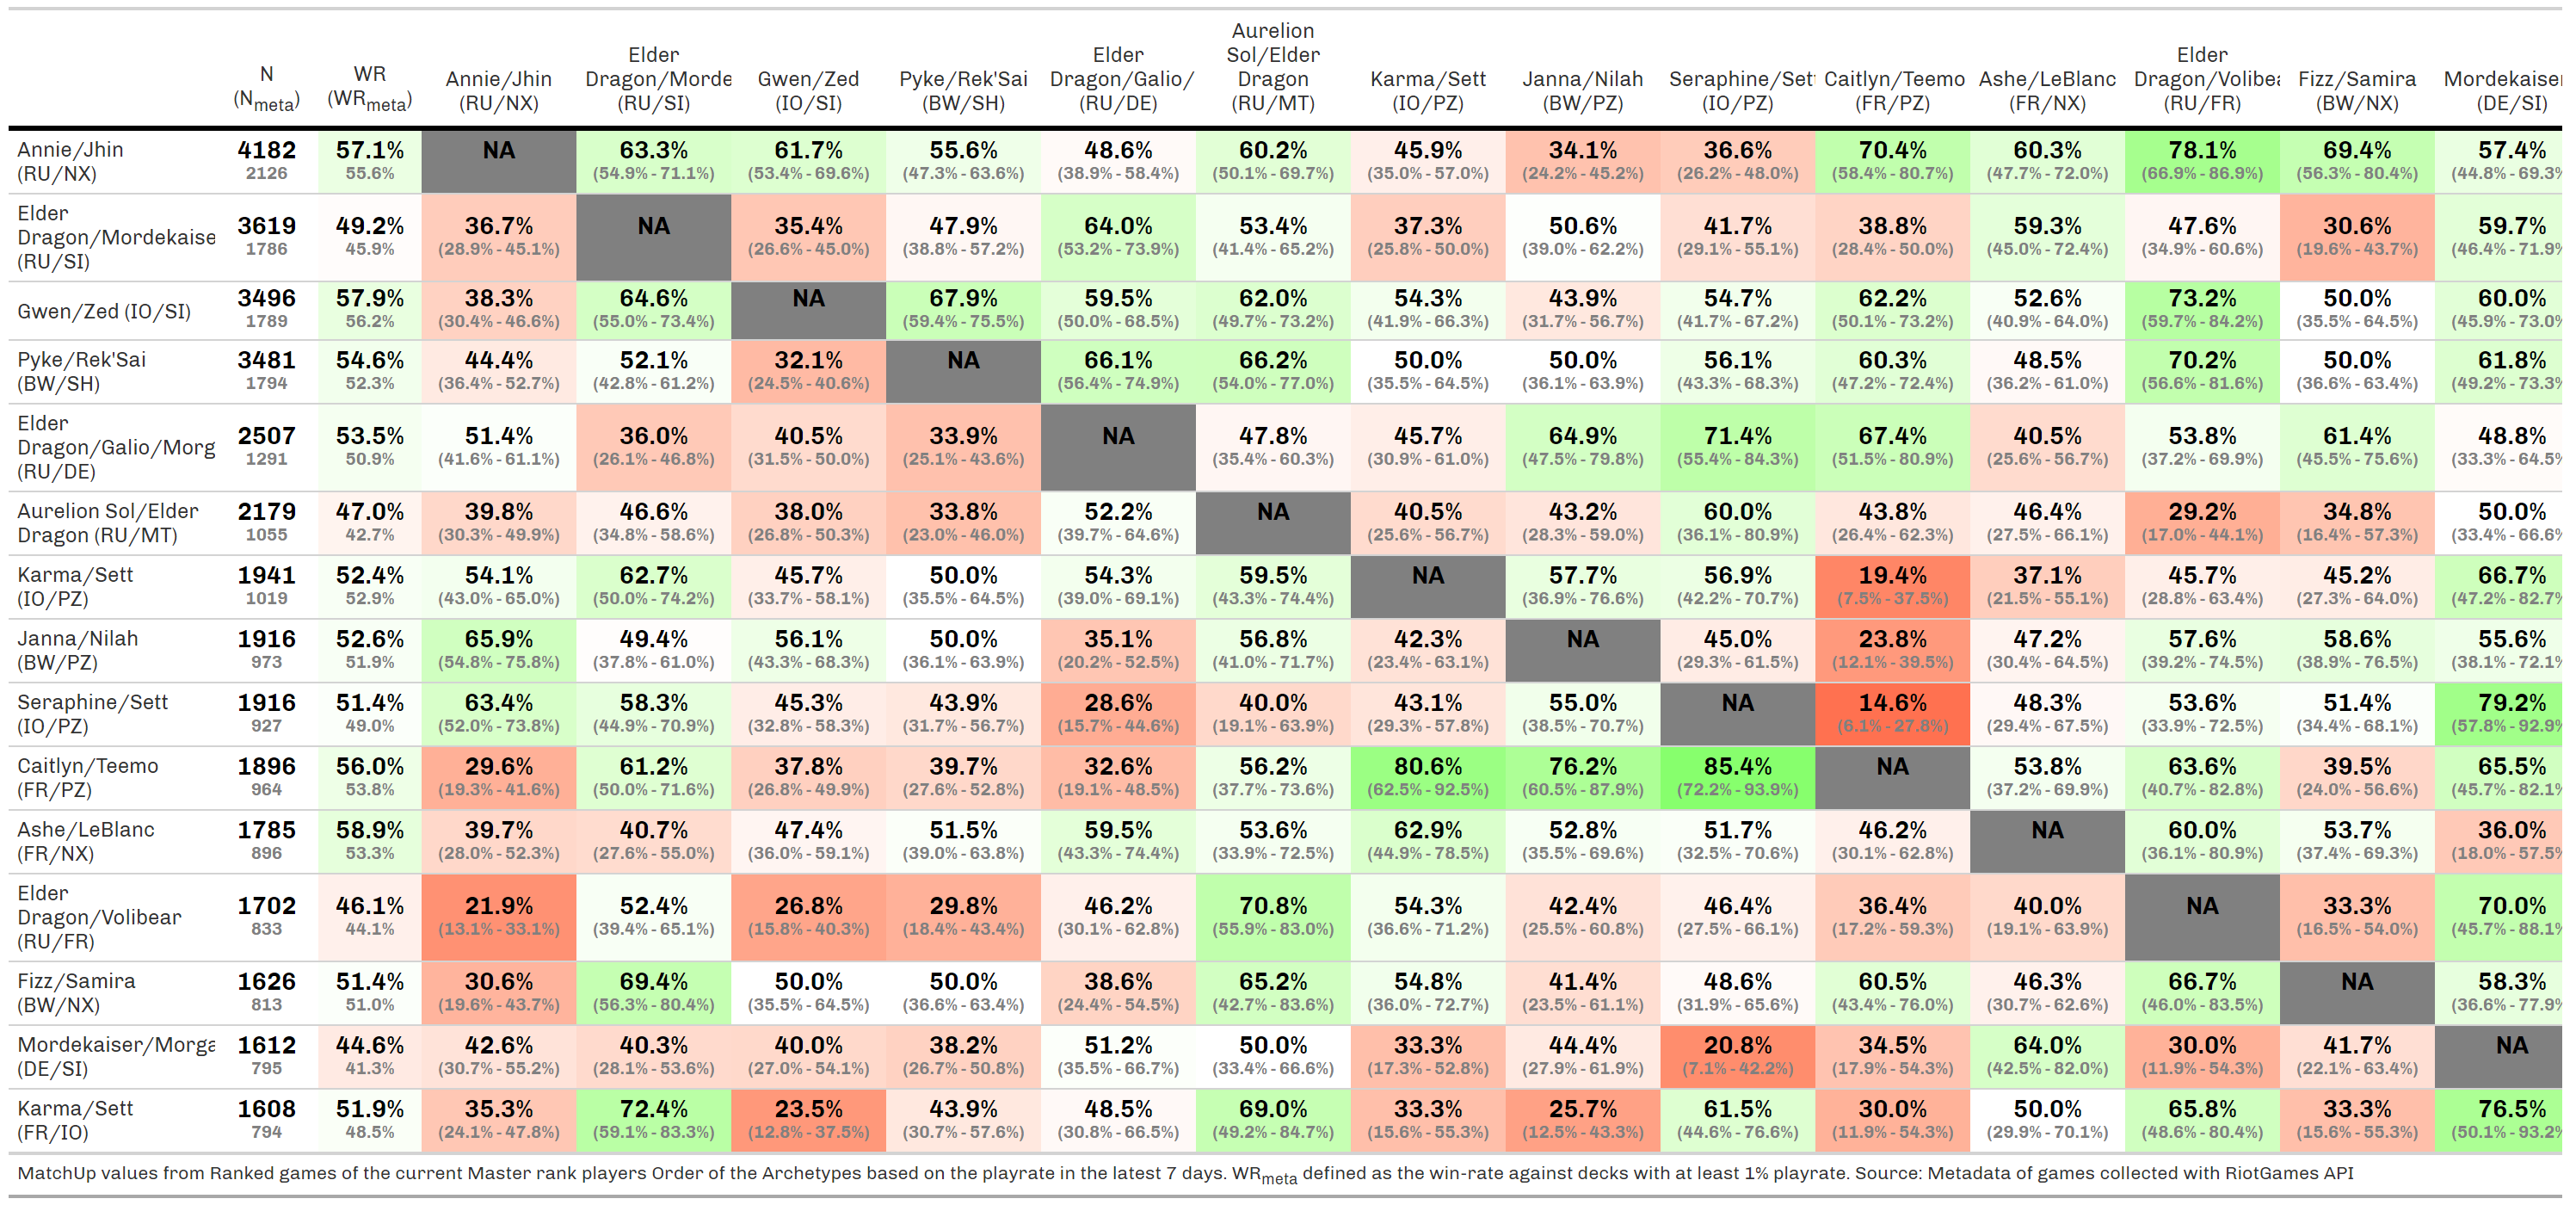 N (Nmeta) WR (WRmeta) Annie/Jhin (RU/NX) Elder Dragon/Morde (RU/SI) Gwen/Zed (IO/SI) Pyke/Rek'Sai (BW/SH) Elder Dragon/Galio/ (RU/DE) Aurelion Sol/Elder Dragon (RU/MT) Karma/Sett (IO/PZ) Janna/Nilah (BW/PZ) Seraphine/Sett (IO/PZ) Caitlyn/Teemo (FR/PZ) Ashe/LeBlanc (FR/NX) Elder Dragon/Volibea (RU/FR) Fizz/Samira (BW/NX) Mordekaiser (DE/SI)
Annie/Jhin 4182 57.1% NA 63.3% 61.7% 55.6% 48.6% 60.2% 45.9% 34.1% 36.6% 70.4% 60.3% 78.1% 69.4% 57.4%
(RU/NX) 2126 55.6% (54.9% - 71.1%) (53.4% - 69.6%) (47.3% - 63.6%) (38.9% - 58.4%) (50.1% - 69.7%) (35.0% - 57.0%) (24.2% - 45.2%) (26.2% - 48.0%) (58.4% - 80.7%) (47.7% - 72.0%) (66.9% - 86.9%) (56.3% - 80.4%) (44.8% - 69.3%
Elder
Dragon/Mordekaise 3619 49.2% 36.7% NA 35.4% 47.9% 64.0% 53.4% 37.3% 50.6% 41.7% 38.8% 59.3% 47.6% 30.6% 59.7%
(RU/SI) 1786 45.9% (28.9% - 45.1%) (26.6% - 45.0%) (38.8% - 57.2%) (53.2% - 73.9%) (41.4% - 65.2%) (25.8% - 50.0%) (39.0% - 62.2%) (29.1% - 55.1%) (28.4% - 50.0%) (45.0% - 72.4%) (34.9% - 60.6%) (19.6% - 43.7%) (46.4% - 71.9%
Gwen/Zed (IO/SI) 3496 57.9% 38.3% 64.6% NA 67.9% 59.5% 62.0% 54.3% 43.9% 54.7% 62.2% 52.6% 73.2% 50.0% 60.0%
1789 56.2% (30.4% - 46.6%) (55.0% - 73.4%) (59.4% - 75.5%) (50.0% - 68.5%) (49.7% - 73.2%) (41.9% - 66.3%) (31.7% - 56.7%) (41.7% - 67.2%) (50.1% - 73.2%) (40.9% - 64.0%) (59.7% - 84.2%) (35.5% - 64.5%) (45.9% - 73.0%
Pyke/Rek'Sai 3481 54.6% 44.4% 52.1% 32.1% NA 66.1% 66.2% 50.0% 50.0% 56.1% 60.3% 48.5% 70.2% 50.0% 61.8%
(BW/SH) 1794 52.3% (36.4% - 52.7%) (42.8% - 61.2%) (24.5% - 40.6%) (56.4% - 74.9%) (54.0% - 77.0%) (35.5% - 64.5%) (36.1% - 63.9%) (43.3% - 68.3%) (47.2% - 72.4%) (36.2% - 61.0%) (56.6% - 81.6%) (36.6% - 63.4%) (49.2% - 73.3%
Elder
Dragon/Galio/Morg 2507 53.5% 51.4% 36.0% 40.5% 33.9% NA 47.8% 45.7% 64.9% 71.4% 67.4% 40.5% 53.8% 61.4% 48.8%
(RU/DE) 1291 50.9% (41.6% - 61.1%) (26.1% - 46.8%) (31.5% - 50.0%) (25.1% - 43.6%) (35.4% - 60.3%) (30.9% - 61.0%) (47.5% - 79.8%) (55.4% - 84.3%) (51.5% - 80.9%) (25.6% - 56.7%) (37.2% - 69.9%) (45.5% - 75.6%) (33.3% - 64.5%
Aurelion Sol/Elder 2179 47.0% 39.8% 46.6% 38.0% 33.8% 52.2% NA 40.5% 43.2% 60.0% 43.8% 46.4% 29.2% 34.8% 50.0%
Dragon (RU/MT) 1055 42.7% (30.3% - 49.9%) (34.8% - 58.6%) (26.8% - 50.3%) (23.0% - 46.0%) (39.7% - 64.6%) (25.6% - 56.7%) (28.3% - 59.0%) (36.1% - 80.9%) (26.4% - 62.3%) (27.5% - 66.1%) (17.0% - 44.1%) (16.4% - 57.3%) (33.4% - 66.6%
Karma/Sett 1941 52.4% 54.1% 62.7% 45.7% 50.0% 54.3% 59.5% NA 57.7% 56.9% 19.4% 37.1% 45.7% 45.2% 66.7%
(IO/PZ) 1019 52.9% (43.0% - 65.0%) (50.0% - 74.2%) (33.7% - 58.1%) (35.5% - 64.5%) (39.0% - 69.1%) (43.3% - 74.4%) (36.9% - 76.6%) (42.2% - 70.7%) (7.5% - 37.5%) (21.5% - 55.1%) (28.8% - 63.4%) (27.3% - 64.0%) (47.2% - 82.7%
Janna/Nilah 1916 52.6% 65.9% 49.4% 56.1% 50.0% 35.1% 56.8% 42.3% NA 45.0% 23.8% 47.2% 57.6% 58.6% 55.6%
(BW/PZ) 973 51.9% (54.8% - 75.8%) (37.8% - 61.0%) (43.3% - 68.3%) (36.1% - 63.9%) (20.2% - 52.5%) (41.0% - 71.7%) (23.4% - 63.1%) (29.3% - 61.5%) (12.1% - 39.5%) (30.4% - 64.5%) (39.2% - 74.5%) (38.9% - 76.5%) (38.1% - 72.1%
Seraphine/Sett 1916 51.4% 63.4% 58.3% 45.3% 43.9% 28.6% 40.0% 43.1% 55.0% NA 14.6% 48.3% 53.6% 51.4% 79.2%
(IO/PZ) 927 49.0% (52.0% - 73.8%) (44.9% - 70.9%) (32.8% - 58.3%) (31.7% - 56.7%) (15.7% - 44.6%) (19.1% - 63.9%) (29.3% - 57.8%) (38.5% - 70.7%) (6.1% - 27.8%) (29.4% - 67.5%) (33.9% - 72.5%) (34.4% - 68.1%) (57.8% - 92.9%
Caitlyn/Teemo 1896 56.0% 29.6% 61.2% 37.8% 39.7% 32.6% 56.2% 80.6% 76.2% 85.4% NA 53.8% 63.6% 39.5% 65.5%
(FR/PZ) 964 53.8% (19.3% - 41.6%) (50.0% - 71.6%) (26.8% - 49.9%) (27.6% - 52.8%) (19.1% - 48.5%) (37.7% - 73.6%) (62.5% - 92.5%) (60.5% - 87.9%) (72.2% - 93.9%) (37.2% - 69.9%) (40.7% - 82.8%) (24.0% - 56.6%) (45.7% - 82.1%
Ashe/LeBlanc 1785 58.9% 39.7% 40.7% 47.4% 51.5% 59.5% 53.6% 62.9% 52.8% 51.7% 46.2% NA 60.0% 53.7% 36.0%
(FR/NX) 896 53.3% (28.0% - 52.3%) (27.6% - 55.0%) (36.0% - 59.1%) (39.0% - 63.8%) (43.3% - 74.4%) (33.9% - 72.5%) (44.9% - 78.5%) (35.5% - 69.6%) (32.5% - 70.6%) (30.1% - 62.8%) (36.1% - 80.9%) (37.4% - 69.3%) (18.0% - 57.5%
Elder
Dragon/Volibear 1702 46.1% 21.9% 52.4% 26.8% 29.8% 46.2% 70.8% 54.3% 42.4% 46.4% 36.4% 40.0% NA 33.3% 70.0%
(RU/FR) 833 44.1% (13.1% - 33.1%) (39.4% - 65.1%) (15.8% - 40.3%) (18.4% - 43.4%) (30.1% - 62.8%) (55.9% - 83.0%) (36.6% - 71.2%) (25.5% - 60.8%) (27.5% - 66.1%) (17.2% - 59.3%) (19.1% - 63.9%) (16.5% - 54.0%) (45.7% - 88.1%
Fizz/Samira 1626 51.4% 30.6% 69.4% 50.0% 50.0% 38.6% 65.2% 54.8% 41.4% 48.6% 60.5% 46.3% 66.7% NA 58.3%
(BW/NX) 813 51.0% (19.6% - 43.7%) (56.3% - 80.4%) (35.5% - 64.5%) (36.6% - 63.4%) (24.4% - 54.5%) (42.7% - 83.6%) (36.0% - 72.7%) (23.5% - 61.1%) (31.9% - 65.6%) (43.4% - 76.0%) (30.7% - 62.6%) (46.0% - 83.5%) (36.6% - 77.9%
Mordekaiser/Morga 1612 44.6% 42.6% 40.3% 40.0% 38.2% 51.2% 50.0% 33.3% 44.4% 20.8% 34.5% 64.0% 30.0% 41.7% NA
(DE/SI) 795 41.3% (30.7% - 55.2%) (28.1% - 53.6%) (27.0% - 54.1%) (26.7% - 50.8%) (35.5% - 66.7%) (33.4% - 66.6%) (17.3% - 52.8%) (27.9% - 61.9%) (7.1% - 42.2%) (17.9% - 54.3%) (42.5% - 82.0%) (11.9% - 54.3%) (22.1% - 63.4%)
Karma/Sett 1608 51.9% 35.3% 72.4% 23.5% 43.9% 48.5% 69.0% 33.3% 25.7% 61.5% 30.0% 50.0% 65.8% 33.3% 76.5%
(FR/IO) 794 48.5% (24.1% - 47.8%) (59.1% - 83.3%) (12.8% - 37.5%) (30.7% - 57.6%) (30.8% - 66.5%) (49.2% - 84.7%) (15.6% - 55.3%) (12.5% - 43.3%) (44.6% - 76.6%) (11.9% - 54.3%) (29.9% - 70.1%) (48.6% - 80.4%) (15.6% - 55.3%) (50.1% - 93.2%
MatchUp values from Ranked games of the current Master rank players Order of the Archetypes based on the playrate in the latest 7 days. WRmeta defined as the win-rate against decks with at least 1% playrate. Source: Metadata of games collected with RiotGames API